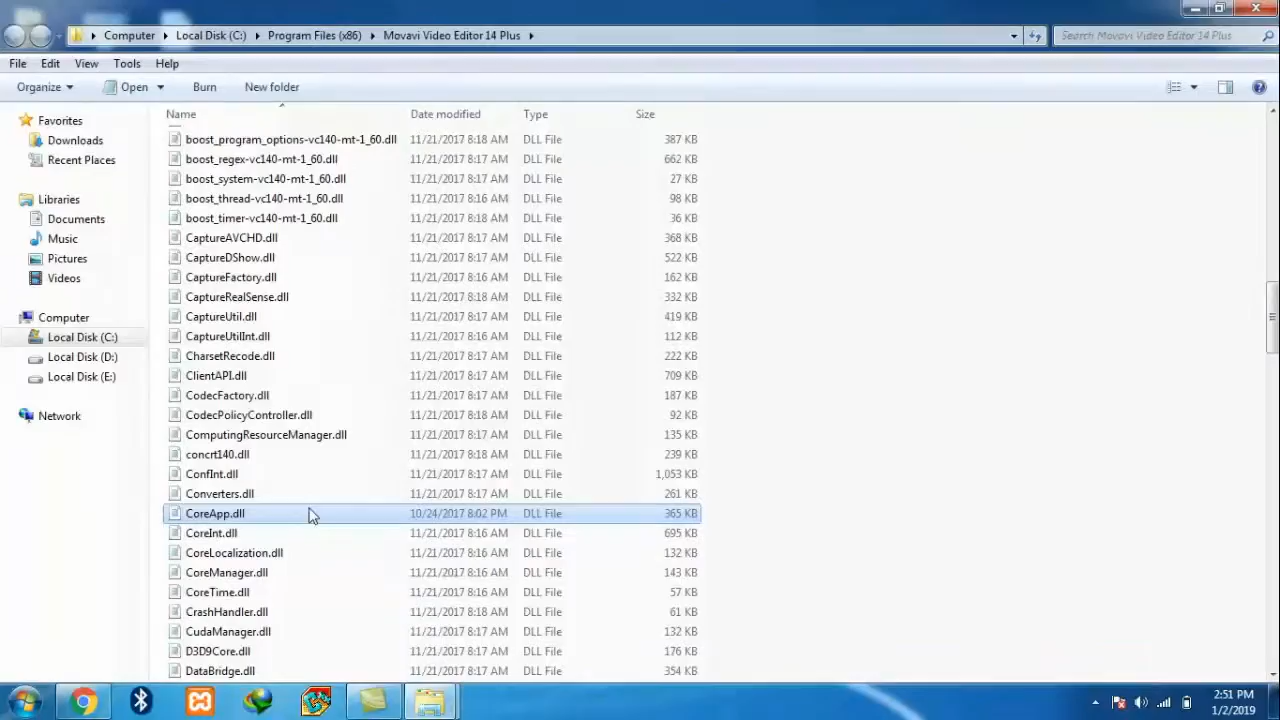 Computer Local Disk (C:) Program Files (x86) Movavi Video Editor 14 Plus Search Movavi Video Editor 14 Plus
File Edit View Tools Help
Organize Open Burn New folder
Name Date modified Type Size
Favorites
Downloads
Recent Places
Libraries
Documents
Music
Pictures
Videos
Computer
Local Disk (C:)
Local Disk (D:)
Local Disk (E:)
Network
boost_program_options-vc140-mt-1_60.dll 11/21/2017 8:18 AM DLL File 387 KB
boost_regex-vc140-mt-1_60.dll 11/21/2017 8:17 AM DLL File 662 KB
boost_system-vc140-mt-1_60.dll 11/21/2017 8:18 AM DLL File 27 KB
boost_thread-vc140-mt-1_60.dll 11/21/2017 8:16 AM DLL File 98 KB
boost_timer-vc140-mt-1_60.dll 11/21/2017 8:17 AM DLL File 36 KB
CaptureAVCHD.dll 11/21/2017 8:17 AM DLL File 368 KB
CaptureDShow.dll 11/21/2017 8:17 AM DLL File 522 KB
CaptureFactory.dll 11/21/2017 8:16 AM DLL File 162 KB
CaptureRealSense.dll 11/21/2017 8:18 AM DLL File 332 KB
CaptureUtil.dll 11/21/2017 8:17 AM DLL File 419 KB
CaptureUtilInt.dll 11/21/2017 8:16 AM DLL File 112 KB
CharsetRecode.dll 11/21/2017 8:17 AM DLL File 222 KB
ClientAPI.dll 11/21/2017 8:17 AM DLL File 709 KB
CodecFactory.dll 11/21/2017 8:17 AM DLL File 187 KB
CodecPolicyController.dll 11/21/2017 8:18 AM DLL File 92 KB
ComputingResourceManager.dll 11/21/2017 8:17 AM DLL File 135 KB
concrt140.dll 11/21/2017 8:18 AM DLL File 239 KB
ConfInt.dll 11/21/2017 8:17 AM DLL File 1,053 KB
Converters.dll 11/21/2017 8:17 AM DLL File 261 KB
CoreApp.dll 10/24/2017 8:02 PM DLL File 365 KB
CoreInt.dll 11/21/2017 8:16 AM DLL File 695 KB
CoreLocalization.dll 11/21/2017 8:16 AM DLL File 132 KB
CoreManager.dll 11/21/2017 8:16 AM DLL File 143 KB
CoreTime.dll 11/21/2017 8:16 AM DLL File 57 KB
CrashHandler.dll 11/21/2017 8:18 AM DLL File 61 KB
CudaManager.dll 11/21/2017 8:17 AM DLL File 132 KB
D3D9Core.dll 11/21/2017 8:17 AM DLL File 176 KB
DataBridge.dll 11/21/2017 8:16 AM DLL File 354 KB
2:51 PM
1/2/2019